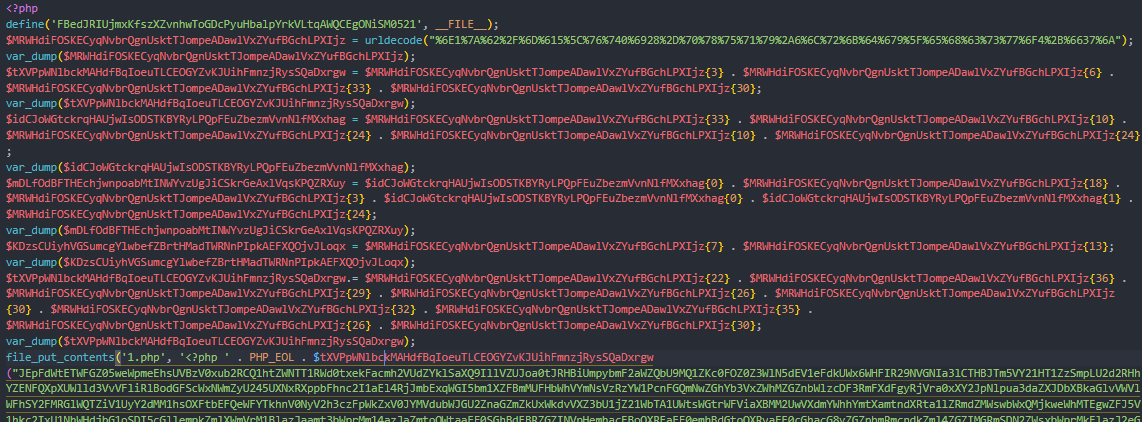 <?php
define('FBedJRIUjmxKfszXZvnhwToGDcPyuHbalpYrkVLtqAWQCEgONiSM0521', __FILE__);
$MRWHdiFOSKECyqNvbrQgnUsktTJompeADawlVxZYufBGchLPXIjz = urldecode("%6E1%7A%62%2F%6D%615%5C%76%740%6928%2D%70%78%75%71%79%2A6%6C%72%6B%64%679%5F%65%68%63%73%77%6F4%2B%6637%6A");
var_dump($MRWHdiFOSKECyqNvbrQgnUsktTJompeADawlVxZYufBGchLPXIjz);
$tXVPpWNlbckMAHdfBqIoeuTLCEOGYZvKJUihFmnzjRysSQaDxrgw = $MRWHdiFOSKECyqNvbrQgnUsktTJompeADawlVxZYufBGchLPXIjz{3} . $MRWHdiFOSKECyqNvbrQgnUsktTJompeADawlVxZYufBGchLPXIjz{6} .
$MRWHdiFOSKECyqNvbrQgnUsktTJompeADawlVxZYufBGchLPXIjz{33} . $MRWHdiFOSKECyqNvbrQgnUsktTJompeADawlVxZYufBGchLPXIjz{30};
var_dump($tXVPpWNlbckMAHdfBqIoeuTLCEOGYZvKJUihFmnzjRysSQaDxrgw);
$idCJoWGtckrqHAUjwIsODSTKBYRyLPQpFEuZbezmVvnNlfMXxhag = $MRWHdiFOSKECyqNvbrQgnUsktTJompeADawlVxZYufBGchLPXIjz{33} . $MRWHdiFOSKECyqNvbrQgnUsktTJompeADawlVxZYufBGchLPXIjz{10} .
$MRWHdiFOSKECyqNvbrQgnUsktTJompeADawlVxZYufBGchLPXIjz{24} . $MRWHdiFOSKECyqNvbrQgnUsktTJompeADawlVxZYufBGchLPXIjz{10} . $MRWHdiFOSKECyqNvbrQgnUsktTJompeADawlVxZYufBGchLPXIjz{24}
;
var_dump($idCJoWGtckrqHAUjwIsODSTKBYRyLPQpFEuZbezmVvnNlfMXxhag);
$mDLfOdBFTHEchjwnpoabMtINWYvzUgJiCSkrGeAxlVqsKPQZRXuy = $idCJoWGtckrqHAUjwIsODSTKBYRyLPQpFEuZbezmVvnNlfMXxhag{0} . $MRWHdiFOSKECyqNvbrQgnUsktTJompeADawlVxZYufBGchLPXIjz{18} .
$MRWHdiFOSKECyqNvbrQgnUsktTJompeADawlVxZYufBGchLPXIjz{3} . $idCJoWGtckrqHAUjwIsODSTKBYRyLPQpFEuZbezmVvnNlfMXxhag{0} . $idCJoWGtckrqHAUjwIsODSTKBYRyLPQpFEuZbezmVvnNlfMXxhag{1} .
$MRWHdiFOSKECyqNvbrQgnUsktTJompeADawlVxZYufBGchLPXIjz{24};
var_dump($mDLfOdBFTHEchjwnpoabMtINWYvzUgJiCSkrGeAxlVqsKPQZRXuy);
$KDzsCUiyhVGSumcgYlwbefZBrtHMadTWRNnPIpkAEFXQOjvJLoqx = $MRWHdiFOSKECyqNvbrQgnUsktTJompeADawlVxZYufBGchLPXIjz{7} . $MRWHdiFOSKECyqNvbrQgnUsktTJompeADawlVxZYufBGchLPXIjz{13};
var_dump($KDzsCUiyhVGSumcgYlwbefZBrtHMadTWRNnPIpkAEFXQOjvJLoqx);
$tXVPpWNlbckMAHdfBqIoeuTLCEOGYZvKJUihFmnzjRysSQaDxrgw.= $MRWHdiFOSKECyqNvbrQgnUsktTJompeADawlVxZYufBGchLPXIjz{22} . $MRWHdiFOSKECyqNvbrQgnUsktTJompeADawlVxZYufBGchLPXIjz{36} .
$MRWHdiFOSKECyqNvbrQgnUsktTJompeADawlVxZYufBGchLPXIjz{29} . $MRWHdiFOSKECyqNvbrQgnUsktTJompeADawlVxZYufBGchLPXIjz{26} . $MRWHdiFOSKECyqNvbrQgnUsktTJompeADawlVxZYufBGchLPXIjz
{30} . $MRWHdiFOSKECyqNvbrQgnUsktTJompeADawlVxZYufBGchLPXIjz{32} . $MRWHdiFOSKECyqNvbrQgnUsktTJompeADawlVxZYufBGchLPXIjz{35} .
$MRWHdiFOSKECyqNvbrQgnUsktTJompeADawlVxZYufBGchLPXIjz{26} . $MRWHdiFOSKECyqNvbrQgnUsktTJompeADawlVxZYufBGchLPXIjz{30};
var_dump($tXVPpWNlbckMAHdfBqIoeuTLCEOGYZvKJUihFmnzjRysSQaDxrgw);
file_put_contents('1.php', '<?php ' . PHP_EOL . $tXVPpWNlbckMAHdfBqIoeuTLCEOGYZvKJUihFmnzjRysSQaDxrgw